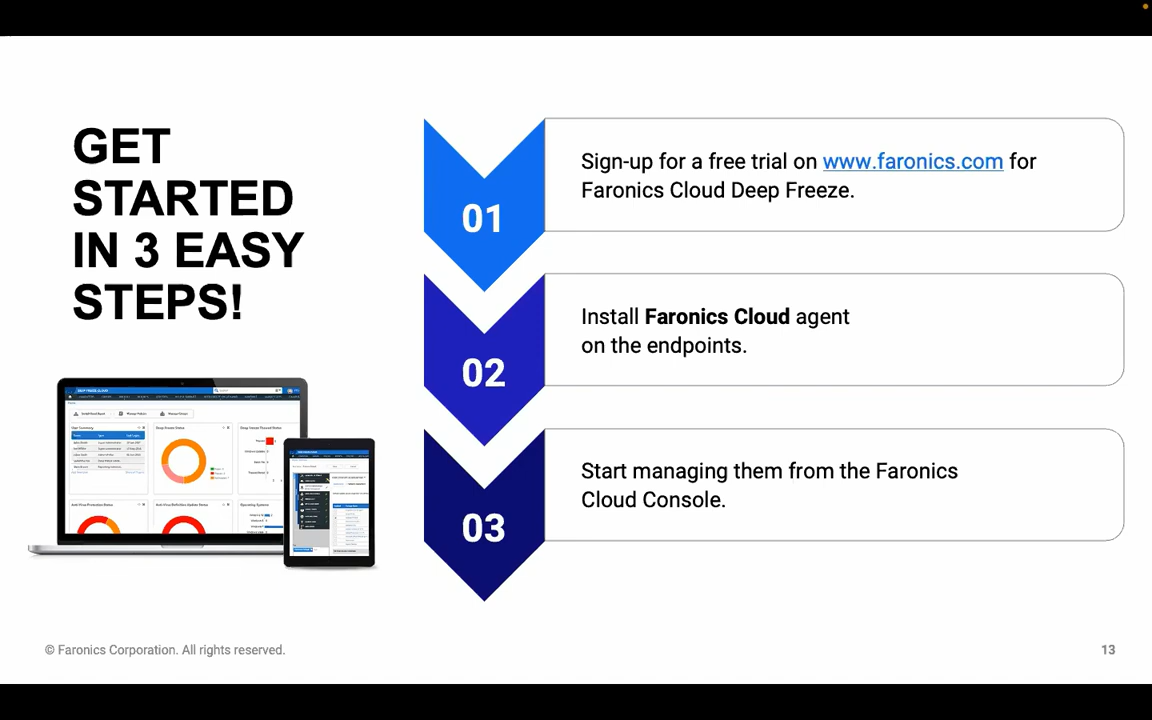 GET
STARTED
IN 3 EASY
STEPS!
01
Sign-up for a free trial on www.faronics.com for
Faronics Cloud Deep Freeze.
02
Install Faronics Cloud agent
on the endpoints.
03
Start managing them from the Faronics
Cloud Console.
© Faronics Corporation. All rights reserved.
13